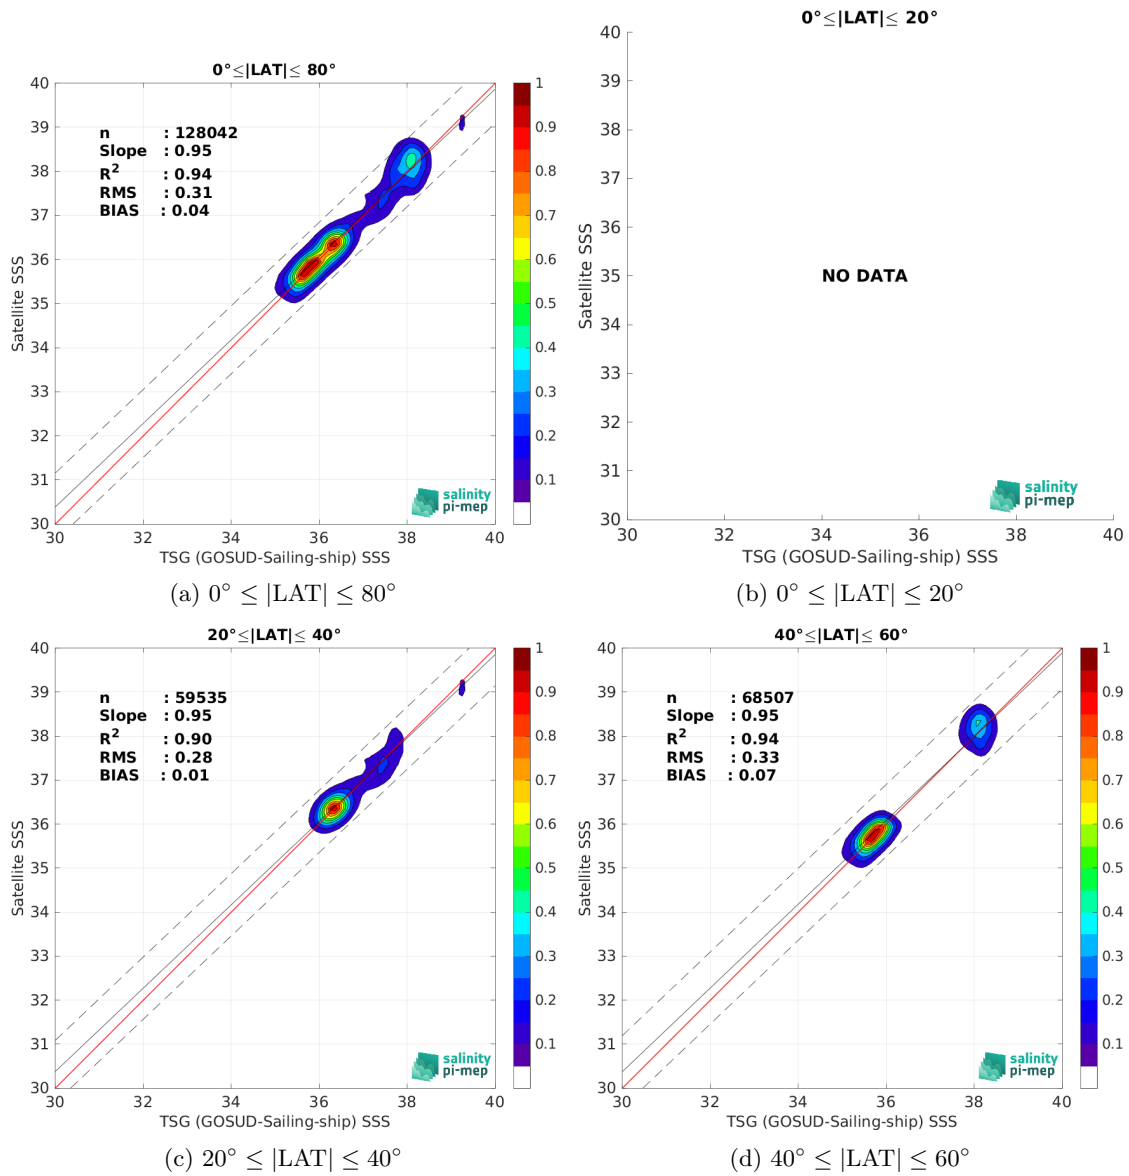 0°≤|LAT|≤ 80°
40
39
38
37
36
35
34
33
32
31
30
Satellite SSS
n : 128042
Slope : 0.95
R2 : 0.94
RMS : 0.31
BIAS : 0.04
salinity
pi-mep
30 32 34 36 38 40
TSG (GOSUD-Sailing-ship) SSS
1
0.9
0.8
0.7
0.6
0.5
0.4
0.3
0.2
0.1
(a) 0° ≤ |LAT| ≤ 80°
0°≤|LAT|≤ 20°
40
39
38
37
36
35
34
33
32
31
30
Satellite SSS
NO DATA
salinity
pi-mep
30 32 34 36 38 40
TSG (GOSUD-Sailing-ship) SSS
(b) 0° ≤ |LAT| ≤ 20°
20°≤|LAT|≤ 40°
40
39
38
37
36
35
34
33
32
31
30
Satellite SSS
n : 59535
Slope : 0.95
R2 : 0.90
RMS : 0.28
BIAS : 0.01
salinity
pi-mep
30 32 34 36 38 40
TSG (GOSUD-Sailing-ship) SSS
1
0.9
0.8
0.7
0.6
0.5
0.4
0.3
0.2
0.1
(c) 20° ≤ |LAT| ≤ 40°
40°≤|LAT|≤ 60°
40
39
38
37
36
35
34
33
32
31
30
Satellite SSS
n : 68507
Slope : 0.95
R2 : 0.94
RMS : 0.33
BIAS : 0.07
salinity
pi-mep
30 32 34 36 38 40
TSG (GOSUD-Sailing-ship) SSS
1
0.9
0.8
0.7
0.6
0.5
0.4
0.3
0.2
0.1
(d) 40° ≤ |LAT| ≤ 60°